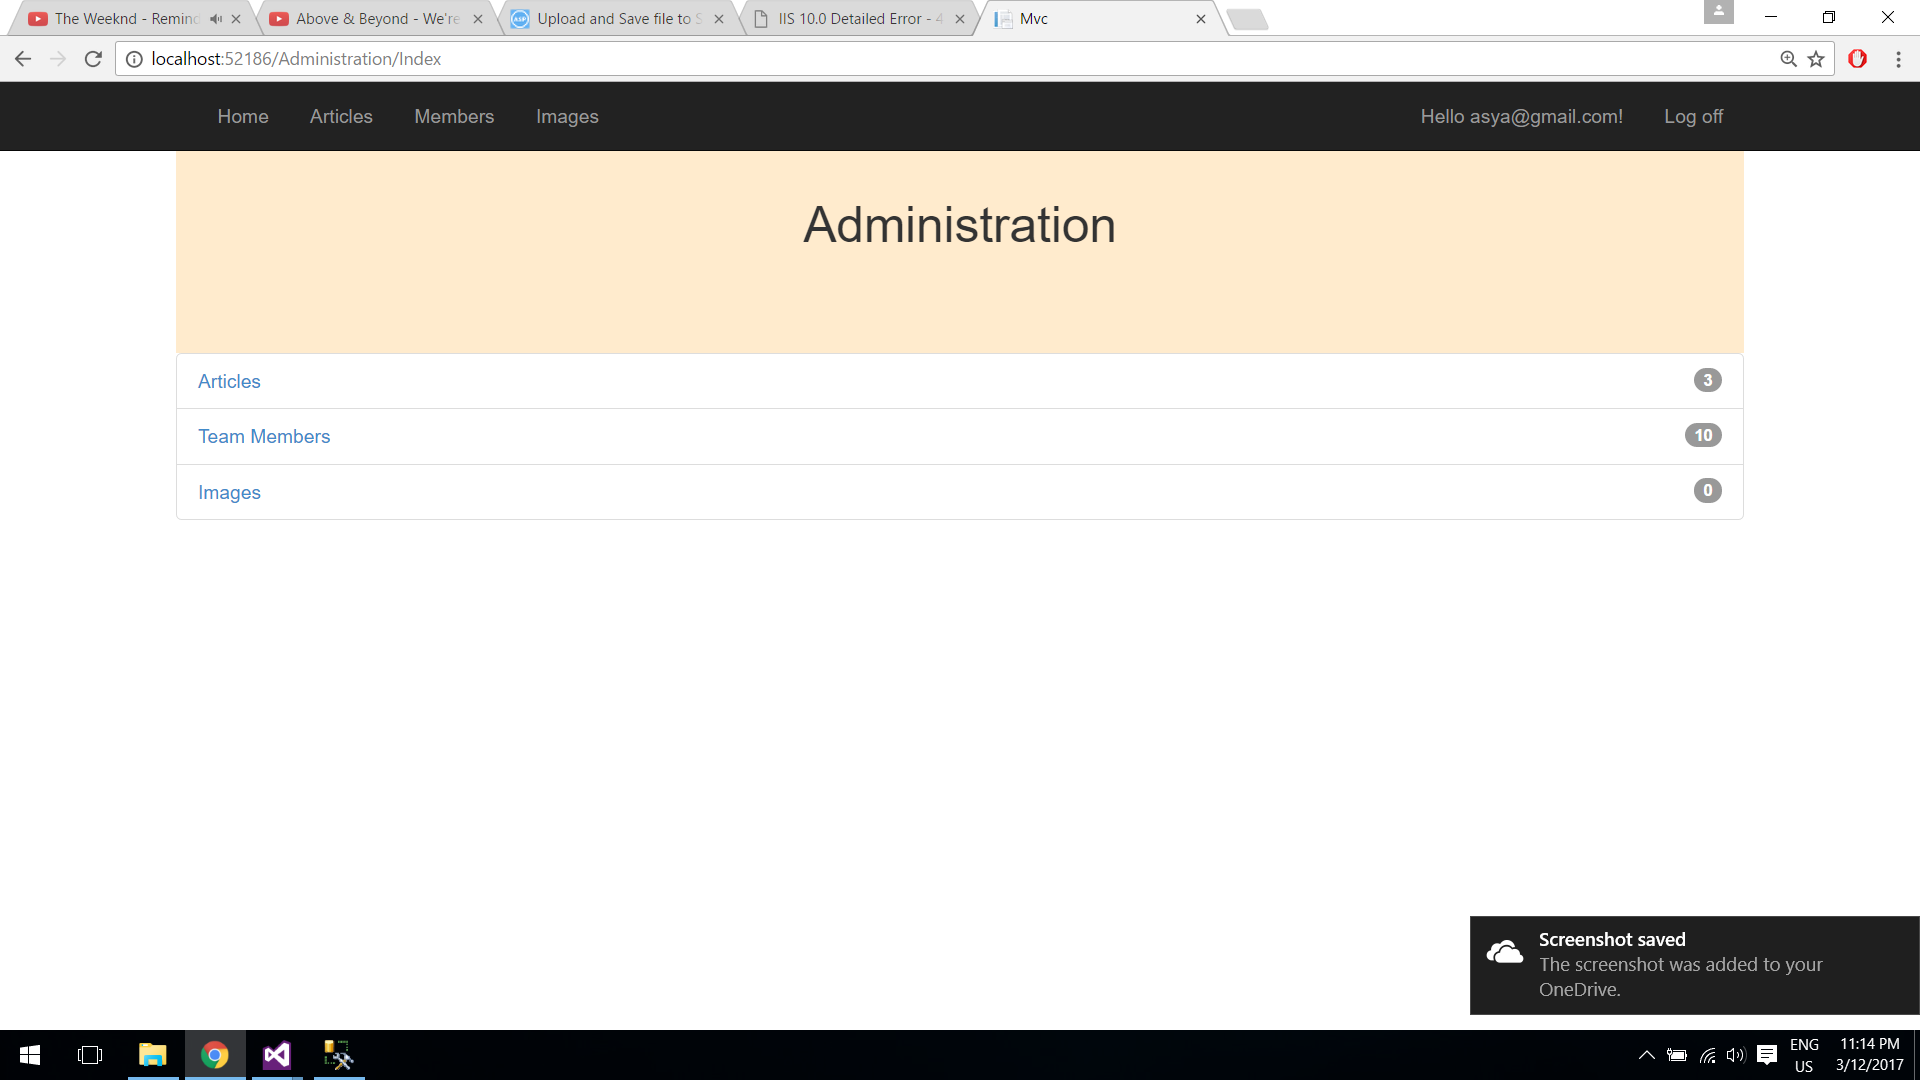 The Weeknd - Remind
Above & Beyond - We're
Upload and Save file to S
IIS 10.0 Detailed Error - 4
Mvc
localhost:52186/Administration/Index
Home Articles Members Images Hello asya@gmail.com! Log off
Administration
Articles 3
Team Members 10
Images 0
Screenshot saved
The screenshot was added to your
OneDrive.
ENG
US
11:14 PM
3/12/2017